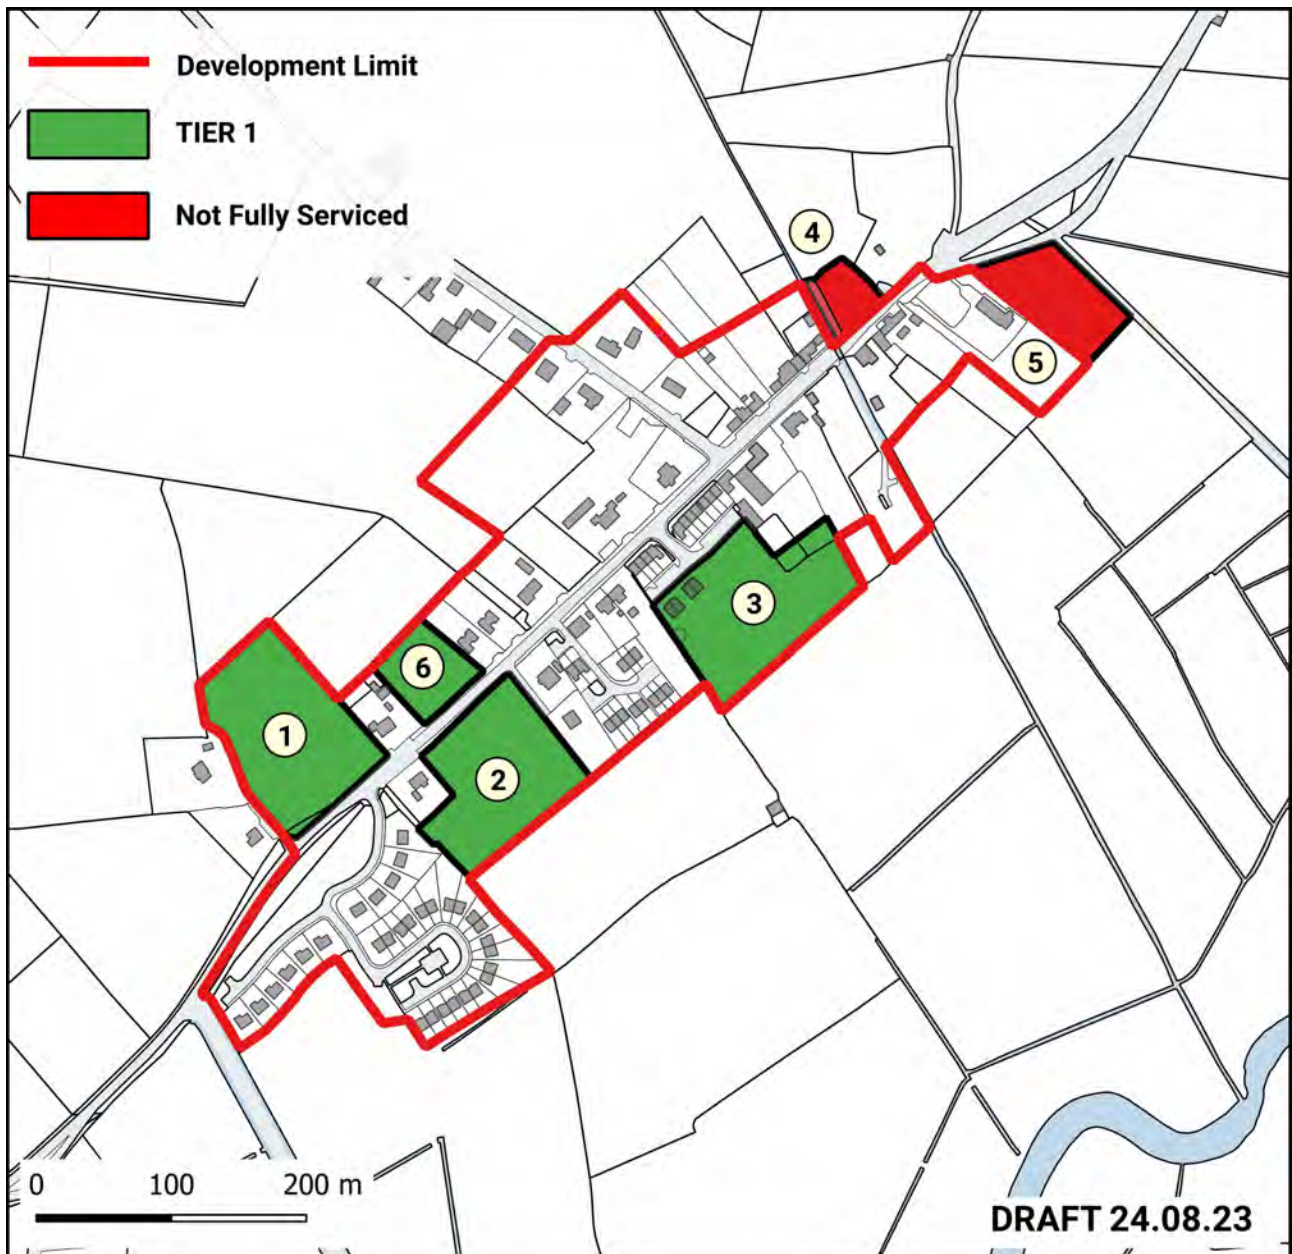 Development Limit
TIER 1
Not Fully Serviced
4
5
3
6
1
2
0 100 200 m
DRAFT 24.08.23